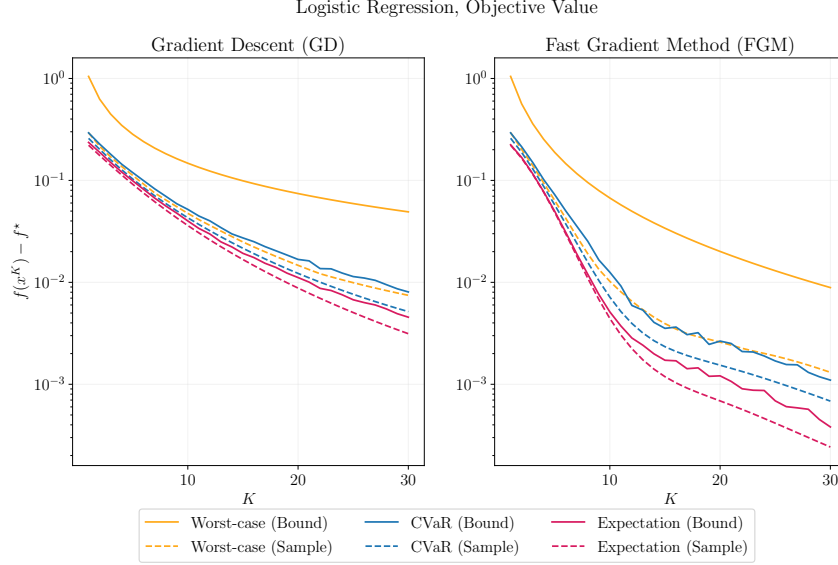 Logistic Regression, Objective Value
Gradient Descent (GD)
Fast Gradient Method (FGM)
f(x^K) − f^⋆
10^0
10^−1
10^−2
10^−3
10^0
10^−1
10^−2
10^−3
10 20 30
10 20 30
K
K
Worst-case (Bound) CVaR (Bound) Expectation (Bound)
Worst-case (Sample) CVaR (Sample) Expectation (Sample)